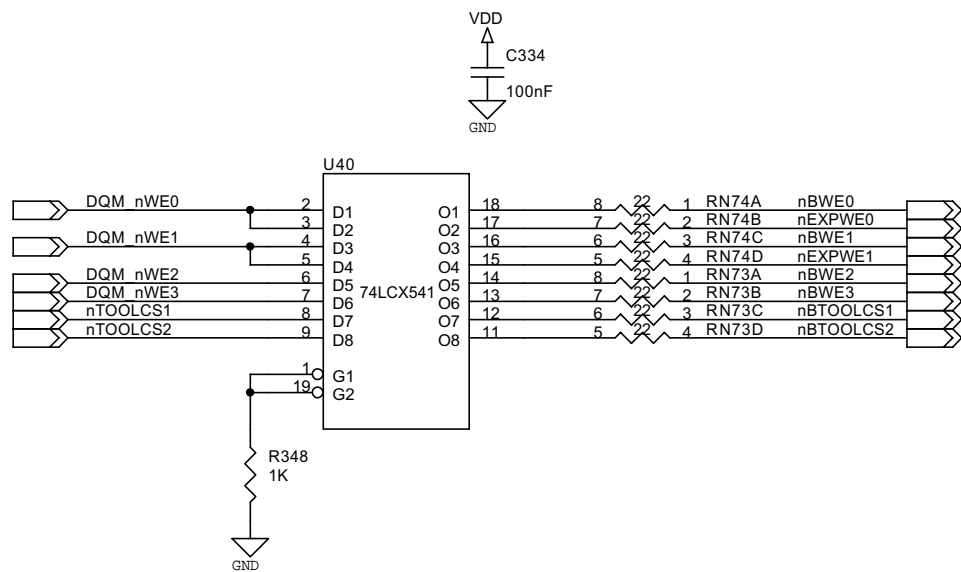 VDD
C334
100nF
GND
U40
DQM_nWE0 2 D1 O1 18 8 22 1 RN74A nBWE0
3 D2 O2 17 7 22 2 RN74B nEXPWE0
DQM_nWE1 4 D3 O3 16 6 22 3 RN74C nBWE1
5 D4 O4 15 5 22 4 RN74D nEXPWE1
DQM_nWE2 6 D5 O5 14 8 22 1 RN73A nBWE2
74LCX541
DQM_nWE3 7 D6 O6 13 7 22 2 RN73B nBWE3
nTOOLCS1 8 D7 O7 12 6 22 3 RN73C nBTOOLCS1
nTOOLCS2 9 D8 O8 11 5 22 4 RN73D nBTOOLCS2
1 G1
19 G2
R348
1K
GND